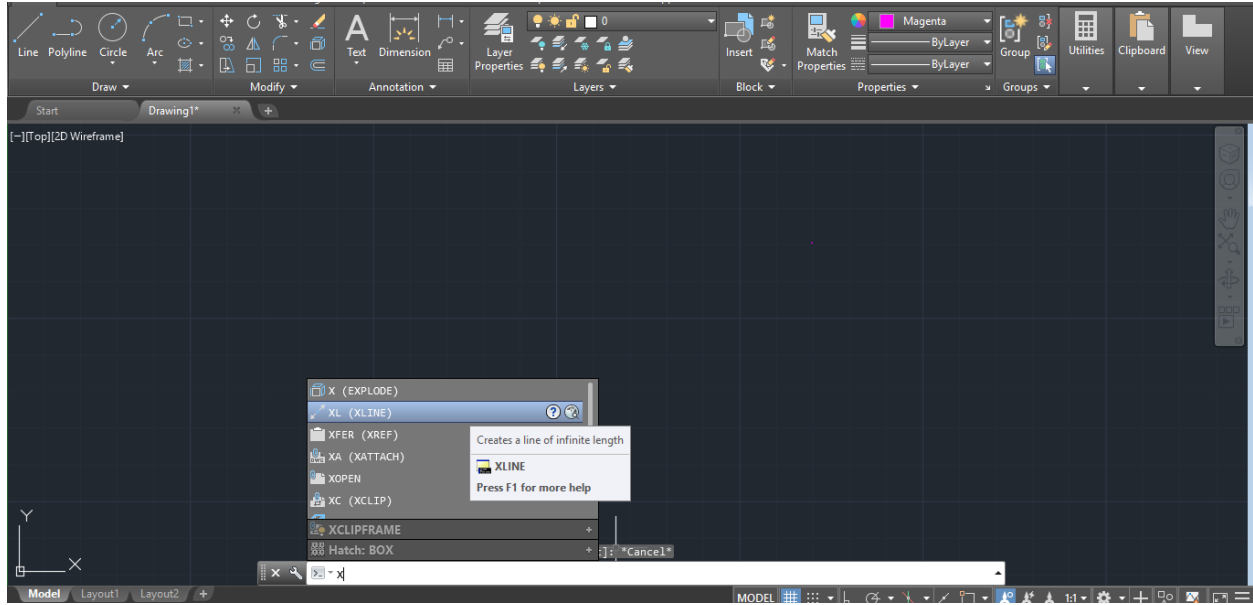 Line Polyline Circle Arc
Text Dimension
Layer Properties
0
Insert
Match Properties
Magenta
ByLayer
ByLayer
Group
Utilities
Clipboard
View
Draw
Modify
Annotation
Layers
Block
Properties
Groups
Start
Drawing1*
[−][Top][2D Wireframe]
X (EXPLODE)
XL (XLINE)
XFER (XREF)
XA (XATTACH)
XOPEN
XC (XCLIP)
XCLIPFRAME
Hatch: BOX
Creates a line of infinite length
XLINE
Press F1 for more help
]: *Cancel*
Y
X
x
Model Layout1 Layout2 +
MODEL
1:1